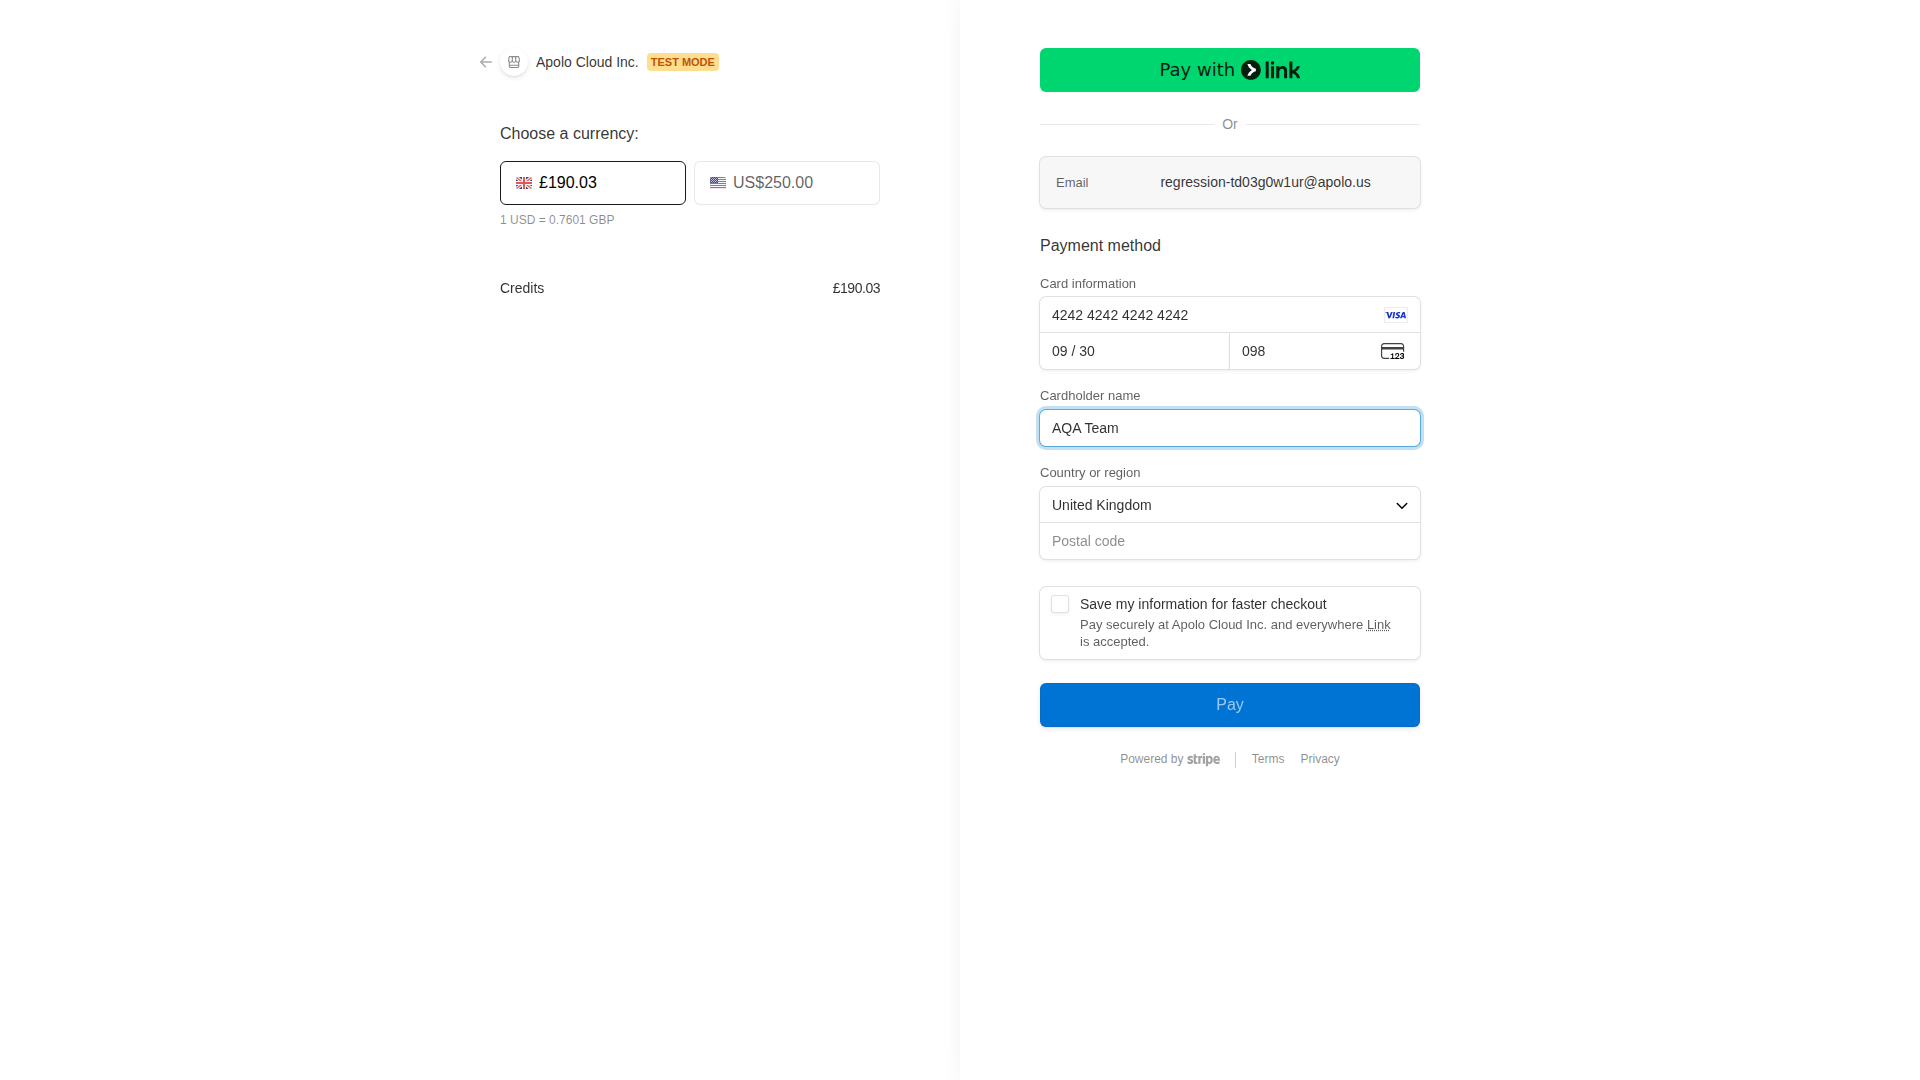 Apolo Cloud Inc. TEST MODE
Choose a currency:
£190.03
US$250.00
1 USD = 0.7601 GBP
Credits £190.03
Pay with link
Or
Email regression-td03g0w1ur@apolo.us
Payment method
Card information
4242 4242 4242 4242 VISA
09 / 30 098 123
Cardholder name
AQA Team
Country or region
United Kingdom
Postal code
Save my information for faster checkout
Pay securely at Apolo Cloud Inc. and everywhere Link
is accepted.
Pay
Powered by stripe Terms Privacy